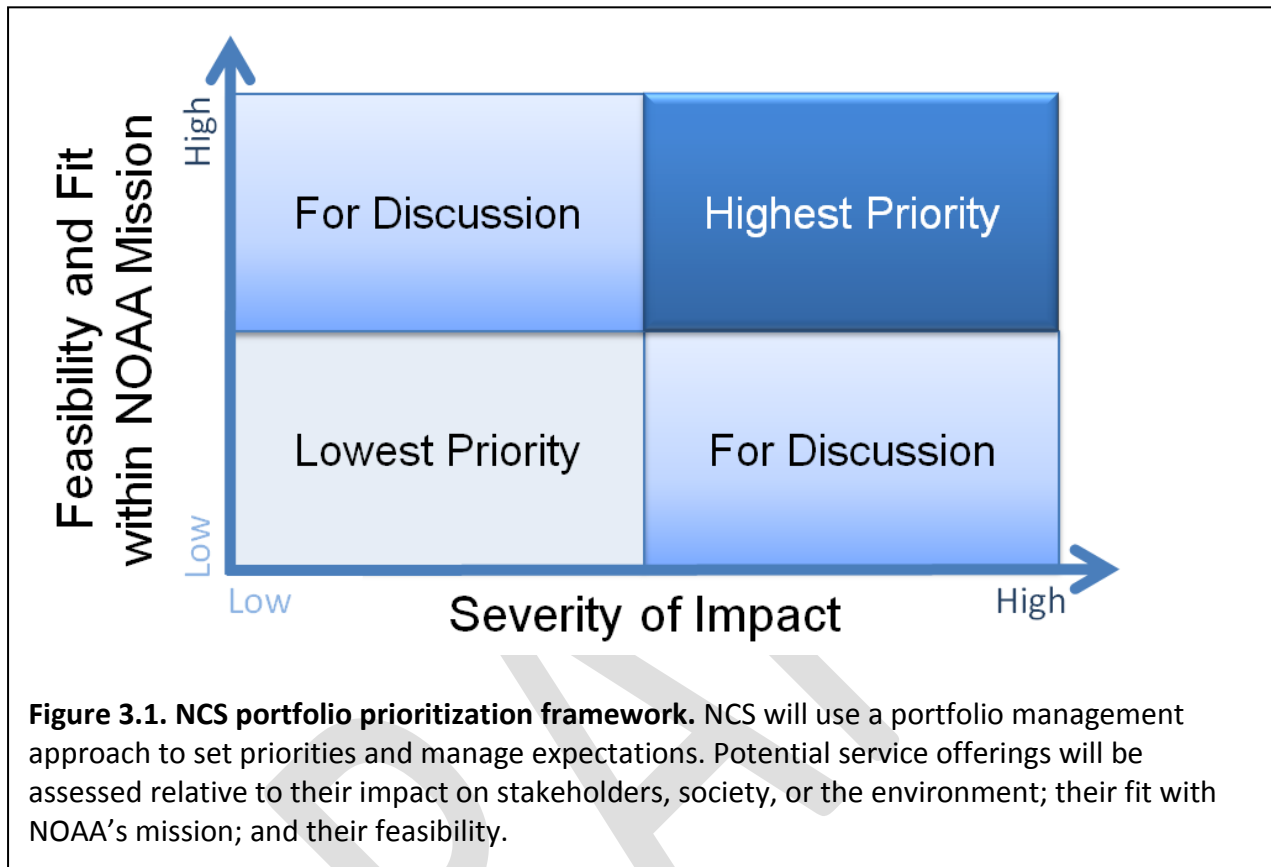 Feasibility and Fit
within NOAA Mission
High
Low
For Discussion
Highest Priority
Lowest Priority
For Discussion
Low
Severity of Impact
High
Figure 3.1. NCS portfolio prioritization framework. NCS will use a portfolio management
approach to set priorities and manage expectations. Potential service offerings will be
assessed relative to their impact on stakeholders, society, or the environment; their fit with
NOAA’s mission; and their feasibility.